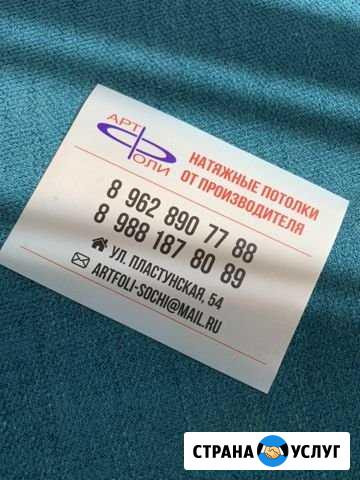 АРТ
ФОЛИ
НАТЯЖНЫЕ ПОТОЛКИ
ОТ ПРОИЗВОДИТЕЛЯ
8 962 890 77 88
8 988 187 80 89
УЛ. ПЛАСТУНСКАЯ, 54
ARTFOLI-SOCHI@MAIL.RU
СТРАНА УСЛУГ